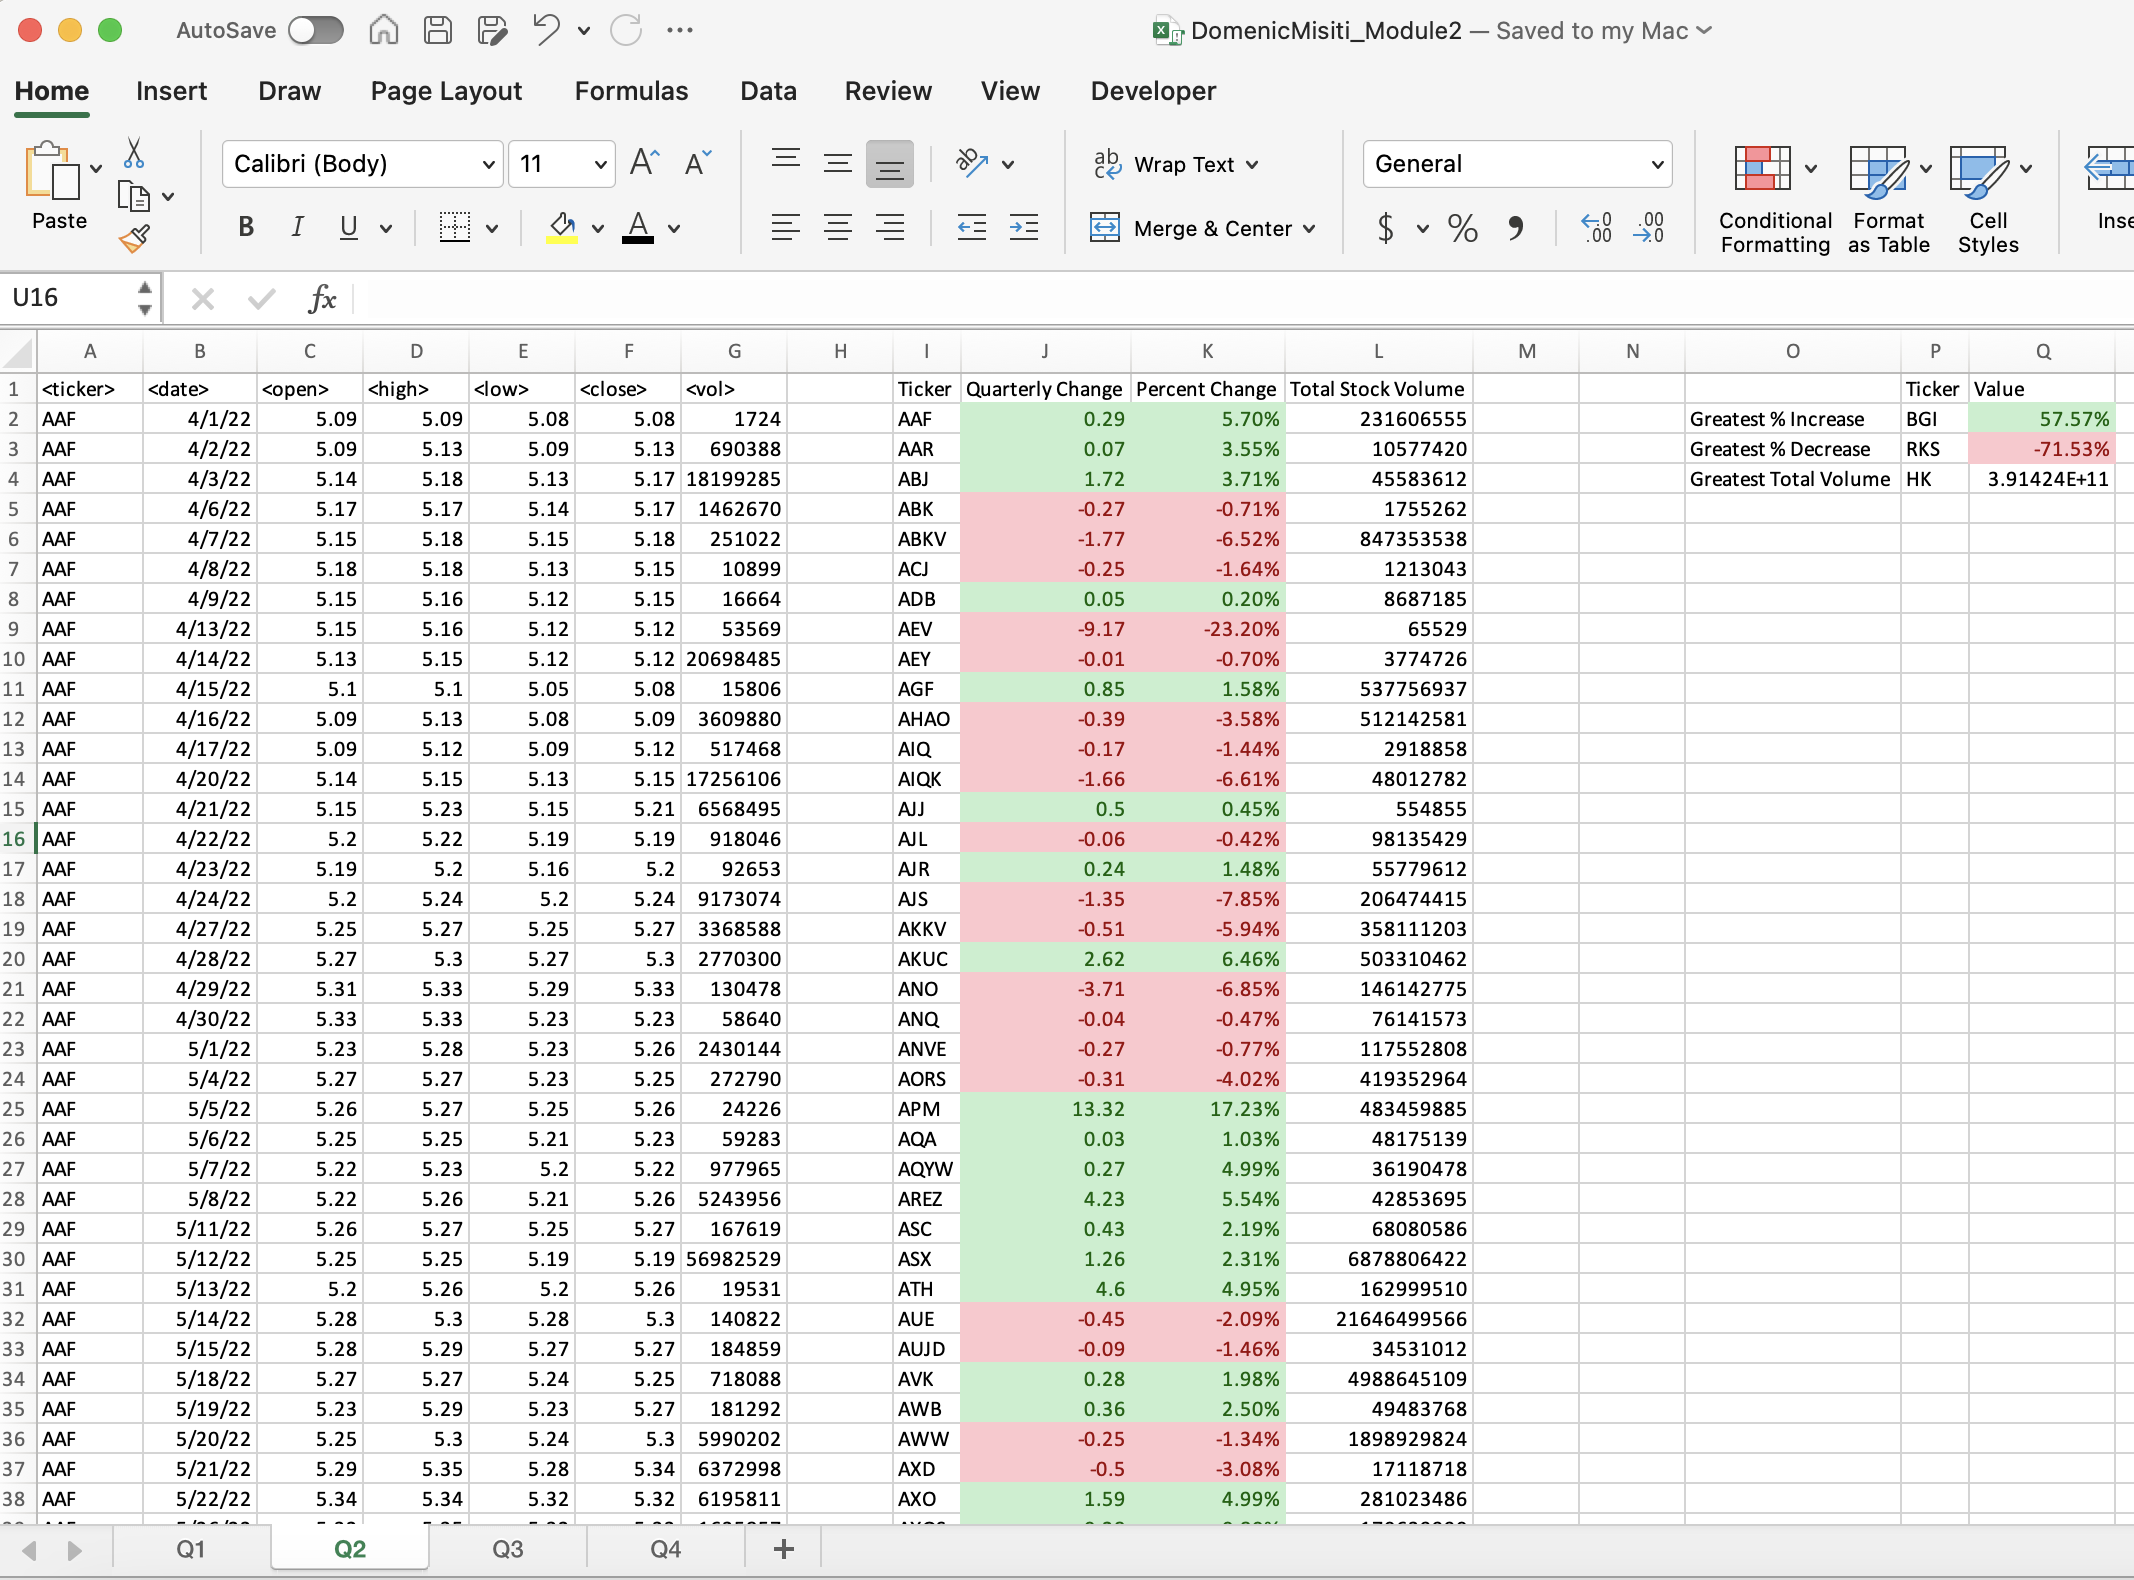 AutoSave DomenicMisiti_Module2 — Saved to my Mac
Home Insert Draw Page Layout Formulas Data Review View Developer
Paste Calibri (Body) 11 Wrap Text General
B I U Merge & Center $ % Conditional Formatting Format as Table Cell Styles
U16 fx
A B C D E F G H I J K L M N O P Q
1 <ticker> <date> <open> <high> <low> <close> <vol> Ticker Quarterly Change Percent Change Total Stock Volume Ticker Value
2 AAF 4/1/22 5.09 5.09 5.08 5.08 1724 AAF 0.29 5.70% 231606555 Greatest % Increase BGI 57.57%
3 AAF 4/2/22 5.09 5.13 5.09 5.13 690388 AAR 0.07 3.55% 10577420 Greatest % Decrease RKS -71.53%
4 AAF 4/3/22 5.14 5.18 5.13 5.17 18199285 ABJ 1.72 3.71% 45583612 Greatest Total Volume HK 3.91424E+11
5 AAF 4/6/22 5.17 5.17 5.14 5.17 1462670 ABK -0.27 -0.71% 1755262
6 AAF 4/7/22 5.15 5.18 5.15 5.18 251022 ABKV -1.77 -6.52% 847353538
7 AAF 4/8/22 5.18 5.18 5.13 5.15 10899 ACJ -0.25 -1.64% 1213043
8 AAF 4/9/22 5.15 5.16 5.12 5.15 16664 ADB 0.05 0.20% 8687185
9 AAF 4/13/22 5.15 5.16 5.12 5.12 53569 AEV -9.17 -23.20% 65529
10 AAF 4/14/22 5.13 5.15 5.12 5.12 20698485 AEY -0.01 -0.70% 3774726
11 AAF 4/15/22 5.1 5.1 5.05 5.08 15806 AGF 0.85 1.58% 537756937
12 AAF 4/16/22 5.09 5.13 5.08 5.09 3609880 AHAO -0.39 -3.58% 512142581
13 AAF 4/17/22 5.09 5.12 5.09 5.12 517468 AIQ -0.17 -1.44% 2918858
14 AAF 4/20/22 5.14 5.15 5.13 5.15 17256106 AIQK -1.66 -6.61% 48012782
15 AAF 4/21/22 5.15 5.23 5.15 5.21 6568495 AJJ 0.5 0.45% 554855
16 AAF 4/22/22 5.2 5.22 5.19 5.19 918046 AJL -0.06 -0.42% 98135429
17 AAF 4/23/22 5.19 5.2 5.16 5.2 92653 AJR 0.24 1.48% 55779612
18 AAF 4/24/22 5.2 5.24 5.2 5.24 9173074 AJS -1.35 -7.85% 206474415
19 AAF 4/27/22 5.25 5.27 5.25 5.27 3368588 AKKV -0.51 -5.94% 358111203
20 AAF 4/28/22 5.27 5.3 5.27 5.3 2770300 AKUC 2.62 6.46% 503310462
21 AAF 4/29/22 5.31 5.33 5.29 5.33 130478 ANO -3.71 -6.85% 146142775
22 AAF 4/30/22 5.33 5.33 5.23 5.23 58640 ANQ -0.04 -0.47% 76141573
23 AAF 5/1/22 5.23 5.28 5.23 5.26 2430144 ANVE -0.27 -0.77% 117552808
24 AAF 5/4/22 5.27 5.27 5.23 5.25 272790 AORS -0.31 -4.02% 419352964
25 AAF 5/5/22 5.26 5.27 5.25 5.26 24226 APM 13.32 17.23% 483459885
26 AAF 5/6/22 5.25 5.25 5.21 5.23 59283 AQA 0.03 1.03% 48175139
27 AAF 5/7/22 5.22 5.23 5.2 5.22 977965 AQYW 0.27 4.99% 36190478
28 AAF 5/8/22 5.22 5.26 5.21 5.26 5243956 AREZ 4.23 5.54% 42853695
29 AAF 5/11/22 5.26 5.27 5.25 5.27 167619 ASC 0.43 2.19% 68080586
30 AAF 5/12/22 5.25 5.25 5.19 5.19 56982529 ASX 1.26 2.31% 6878806422
31 AAF 5/13/22 5.2 5.26 5.2 5.26 19531 ATH 4.6 4.95% 162999510
32 AAF 5/14/22 5.28 5.3 5.28 5.3 140822 AUE -0.45 -2.09% 21646499566
33 AAF 5/15/22 5.28 5.29 5.27 5.27 184859 AUJD -0.09 -1.46% 34531012
34 AAF 5/18/22 5.27 5.27 5.24 5.25 718088 AVK 0.28 1.98% 4988645109
35 AAF 5/19/22 5.23 5.29 5.23 5.27 181292 AWB 0.36 2.50% 49483768
36 AAF 5/20/22 5.25 5.3 5.24 5.3 5990202 AWW -0.25 -1.34% 1898929824
37 AAF 5/21/22 5.29 5.35 5.28 5.34 6372998 AXD -0.5 -3.08% 17118718
38 AAF 5/22/22 5.34 5.34 5.32 5.32 6195811 AXO 1.59 4.99% 281023486
Q1 Q2 Q3 Q4 +